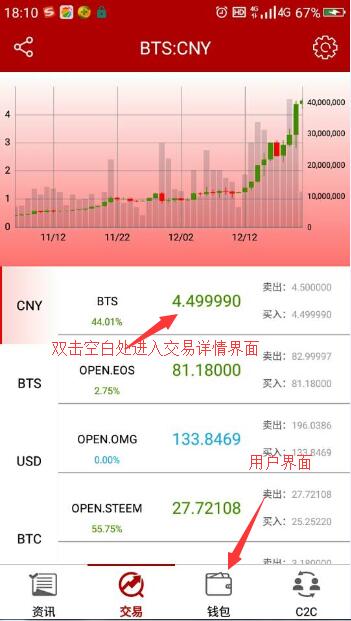 18:10
HD 4G 4G 67%
BTS:CNY
4
3
2
1
0
40,000,000
30,000,000
20,000,000
10,000,000
0
11/12 11/22 12/02 12/12
CNY
BTS
USD
BTC
BTS
44.01%
4.499990
卖出: 4.500000
买入: 4.499990
双击空白处进入交易详情界面
OPEN.EOS
2.75%
81.18000
卖出: 82.99997
买入: 81.18000
OPEN.OMG
0.00%
133.8469
卖出: 196.0386
买入: 133.8469
用户界面
OPEN.STEEM
55.75%
27.72108
卖出: 27.72108
买入: 25.25220
资讯 交易 钱包 C2C